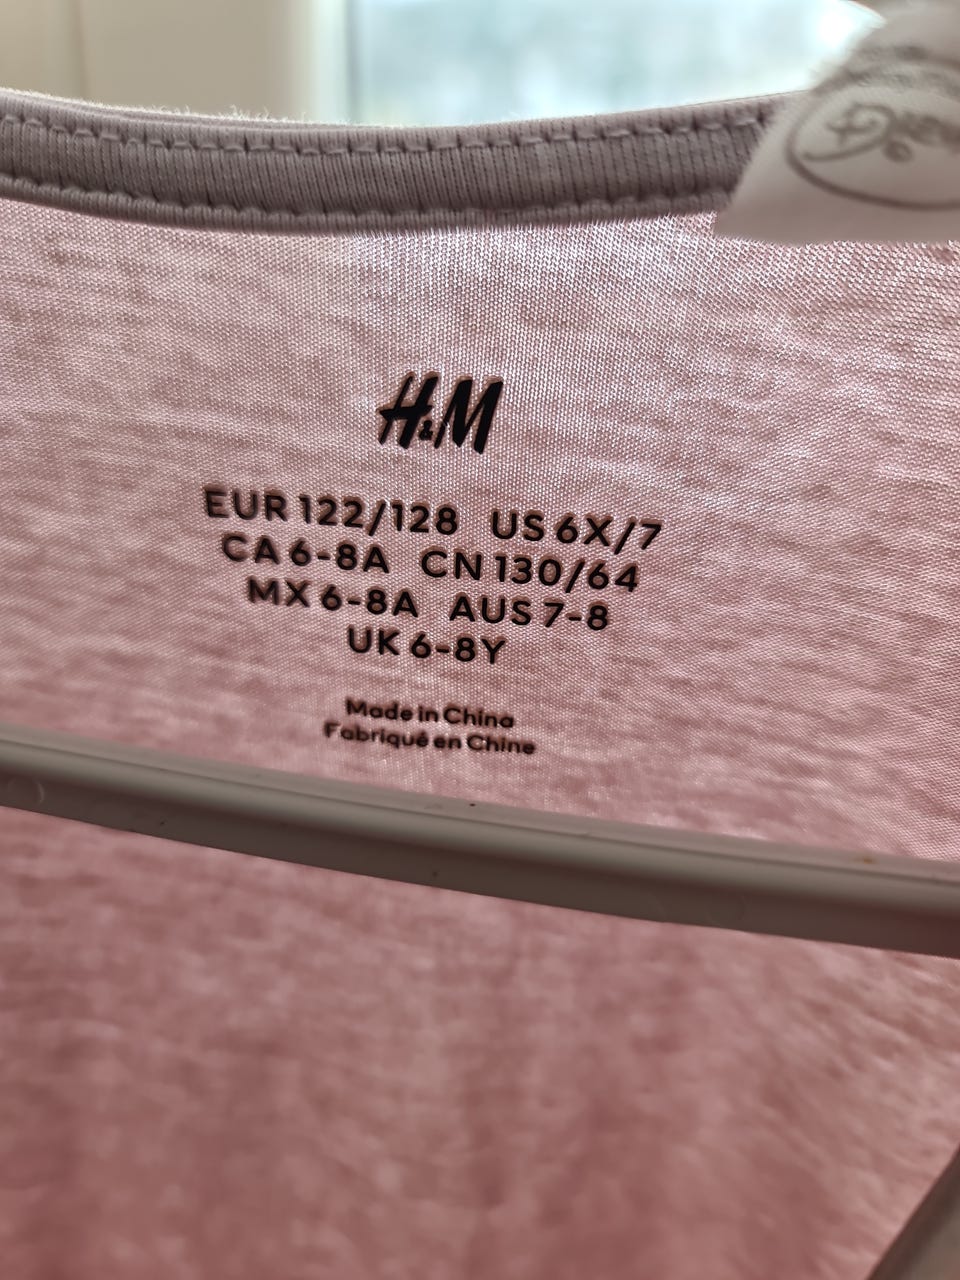 H&M
EUR 122/128 US 6X/7
CA 6-8A CN 130/64
MX 6-8A AUS 7-8
UK 6-8Y
Made in China
Fabriqué en Chine